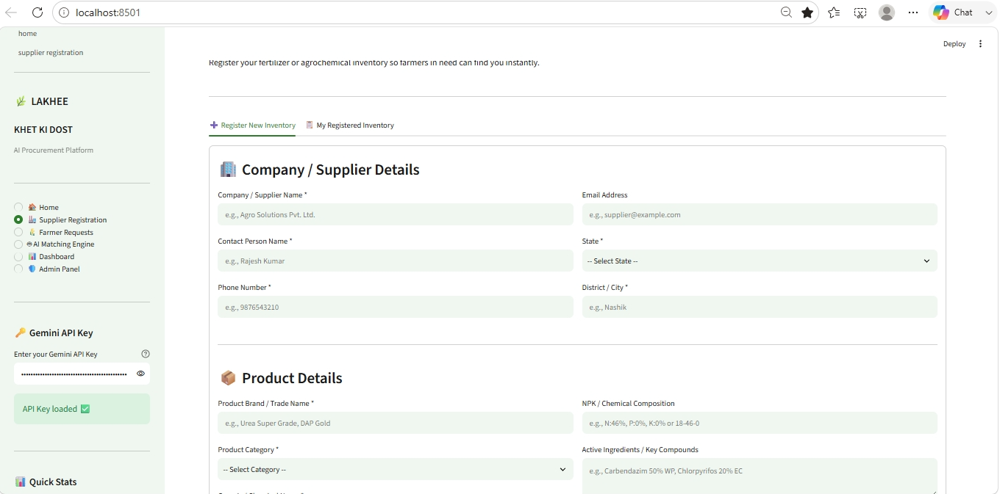 localhost:8501
Chat
home
supplier registration
LAKHEE
KHET KI DOST
AI Procurement Platform
Home
Supplier Registration
Farmer Requests
AI Matching Engine
Dashboard
Admin Panel
Gemini API Key
Enter your Gemini API Key
API Key loaded
Quick Stats
Deploy
Register your fertilizer or agrochemical inventory so farmers in need can find you instantly.
Register New Inventory
My Registered Inventory
Company / Supplier Details
Company / Supplier Name *
e.g., Agro Solutions Pvt. Ltd.
Email Address
e.g., supplier@example.com
Contact Person Name *
e.g., Rajesh Kumar
State *
-- Select State --
Phone Number *
e.g., 9876543210
District / City *
e.g., Nashik
Product Details
Product Brand / Trade Name *
e.g., Urea Super Grade, DAP Gold
NPK / Chemical Composition
e.g., N:46%, P:0%, K:0% or 18-46-0
Product Category *
-- Select Category --
Active Ingredients / Key Compounds
e.g., Carbendazim 50% WP, Chlorpyrifos 20% EC